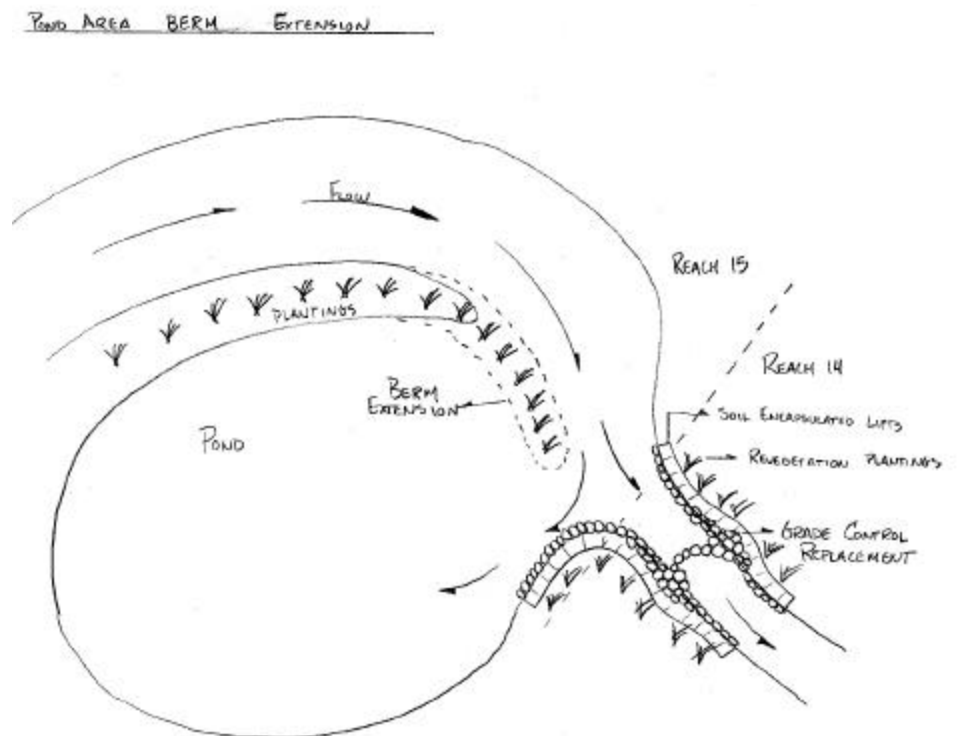 POND AREA BERM EXTENSION
FLOW
REACH 15
PLANTINGS
REACH 14
BERM
EXTENSION
SOIL ENCAPSULATED LIFTS
POND
REVEGETATION PLANTINGS
GRADE CONTROL
REPLACEMENT